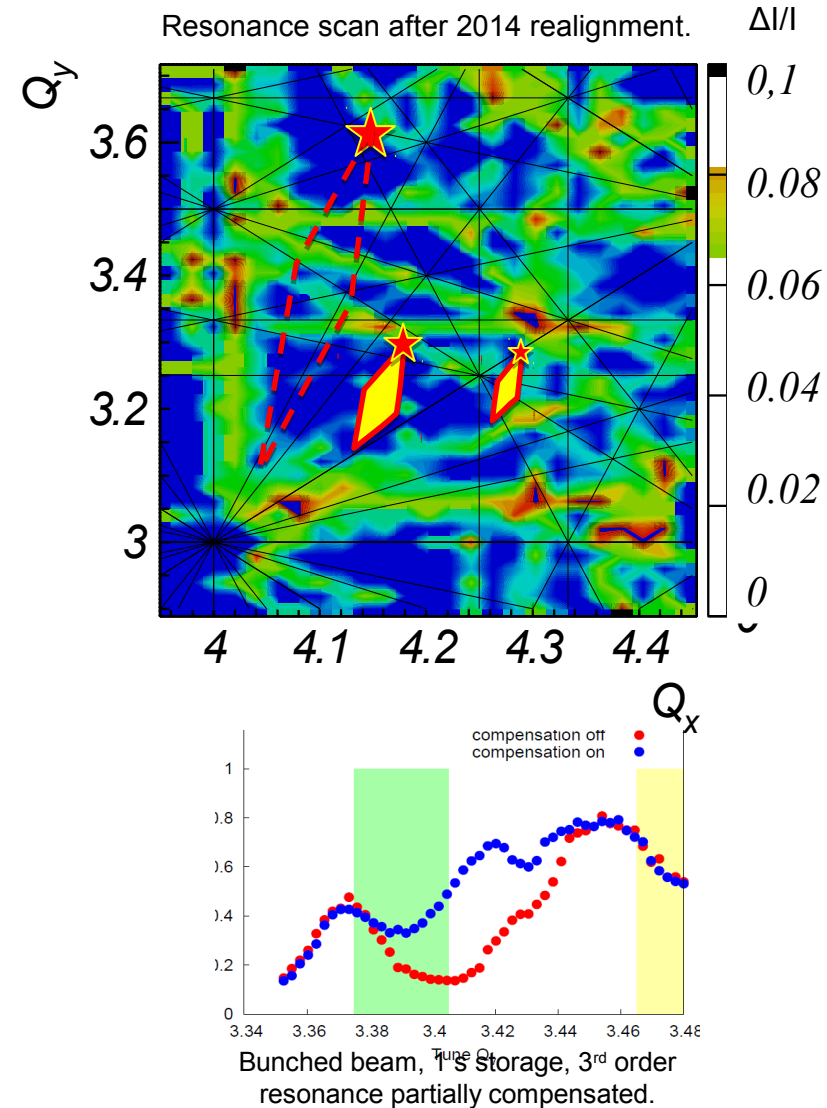 Resonance scan after 2014 realignment.
ΔI/I
Qy
0,1
0.08
0.06
0.04
0.02
0
3.6
3.4
3.2
3
4 4.1 4.2 4.3 4.4
Qx
compensation off
compensation on
1
0.8
0.6
0.4
0.2
0
3.34 3.36 3.38 3.4 3.42 3.44 3.46 3.48
Tune Q
Bunched beam, 1 s storage, 3rd order
resonance partially compensated.